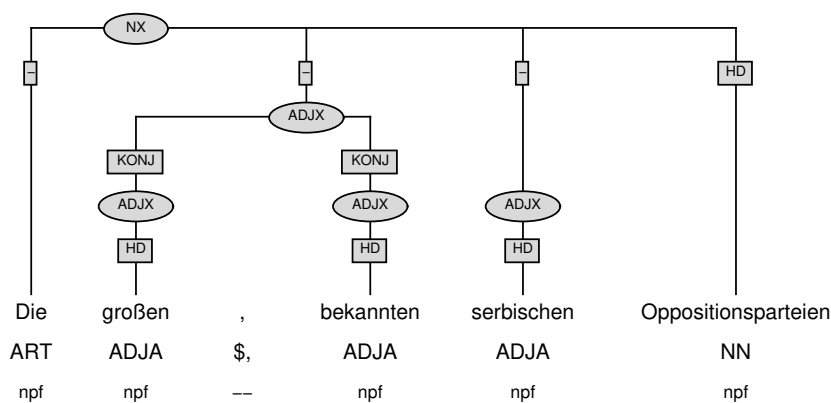 NX
– – – HD
ADJX
KONJ KONJ
ADJX ADJX ADJX
HD HD HD
Die großen , bekannten serbischen Oppositionsparteien
ART ADJA $, ADJA ADJA NN
npf npf −− npf npf npf